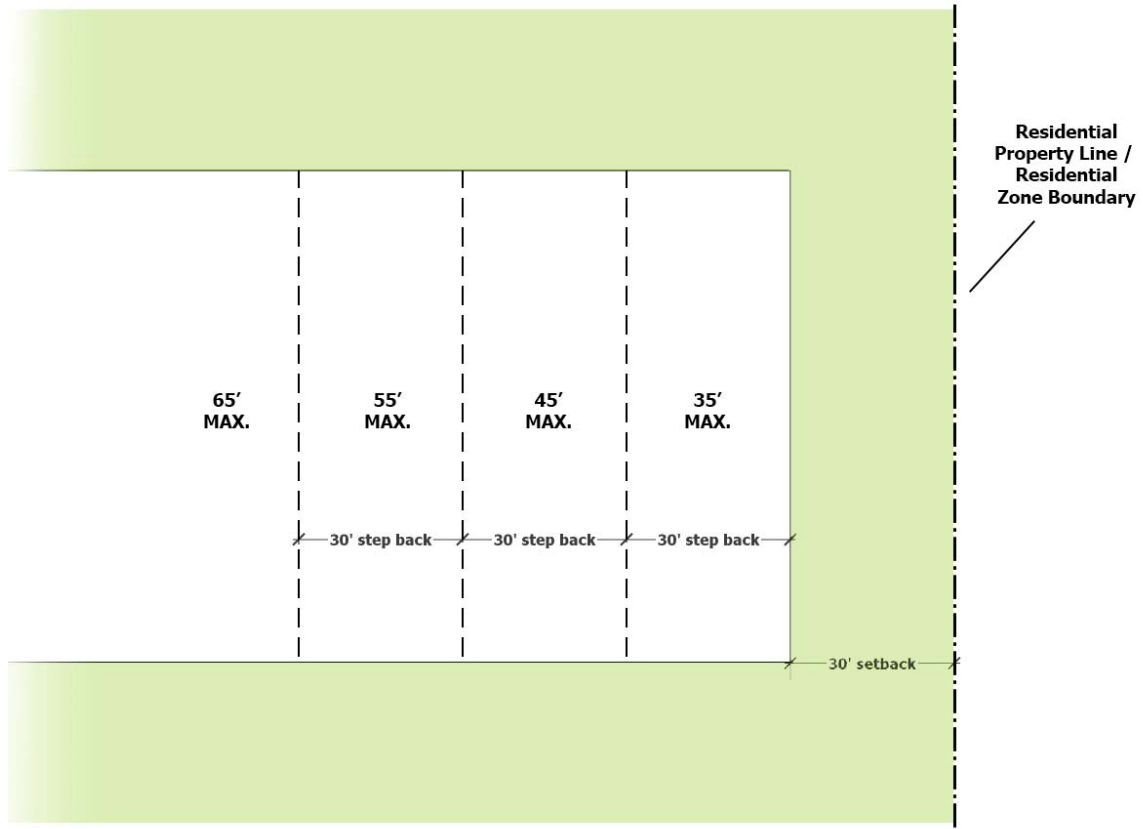 Residential
Property Line /
Residential
Zone Boundary
65’
MAX.
55’
MAX.
45’
MAX.
35’
MAX.
30' step back
30' step back
30' step back
30' setback